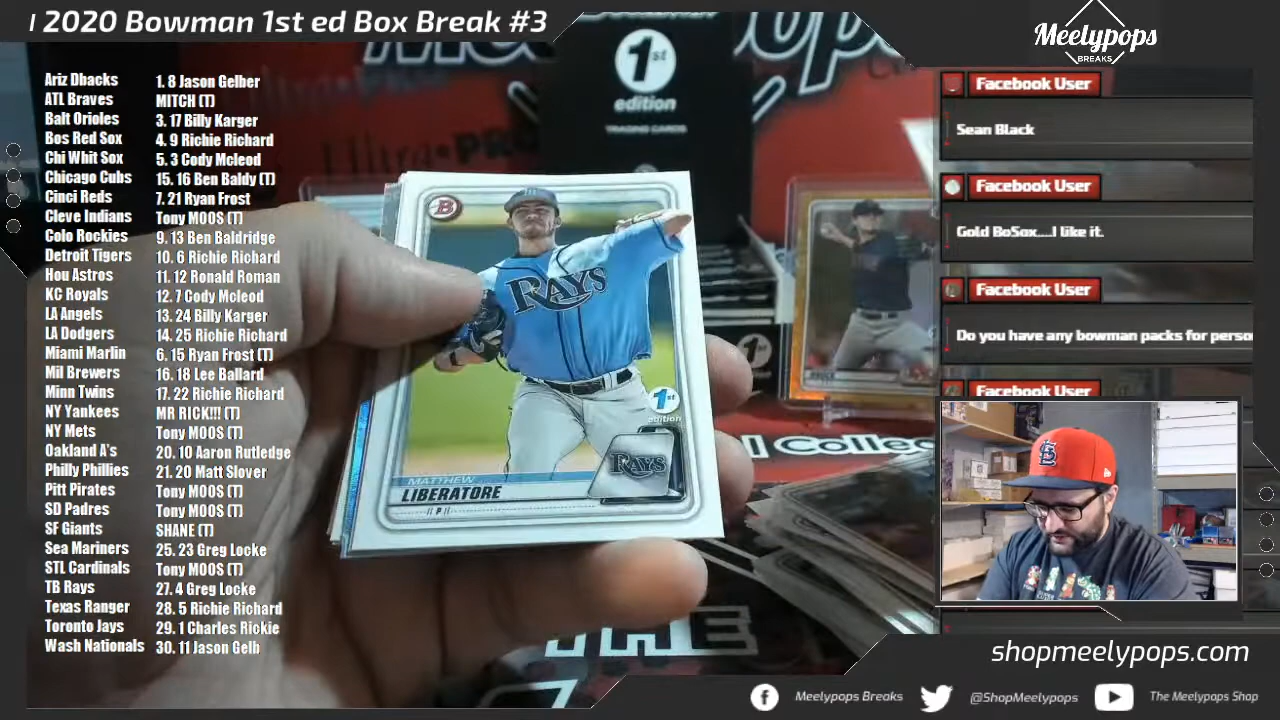 2020 Bowman 1st ed Box Break #3
Meelypops
BREAKS
Ariz Dbacks 1. 8 Jason Gelber
ATL Braves MITCH (T)
Balt Orioles 3. 17 Billy Karger
Bos Red Sox 4. 9 Richie Richard
Chi Whit Sox 5. 3 Cody Mcleod
Chicago Cubs 15. 16 Ben Baldy (T)
Cinci Reds 7. 21 Ryan Frost
Cleve Indians Tony MOOS (T)
Colo Rockies 9. 13 Ben Baldridge
Detroit Tigers 10. 6 Richie Richard
Hou Astros 11. 12 Ronald Roman
KC Royals 12. 7 Cody Mcleod
LA Angels 13. 24 Billy Karger
LA Dodgers 14. 25 Richie Richard
Miami Marlin 6. 15 Ryan Frost (T)
Mil Brewers 16. 18 Lee Ballard
Minn Twins 17. 22 Richie Richard
NY Yankees MR RICK!!! (T)
NY Mets Tony MOOS (T)
Oakland A's 20. 10 Aaron Rutledge
Philly Phillies 21. 20 Matt Slover
Pitt Pirates Tony MOOS (T)
SD Padres Tony MOOS (T)
SF Giants SHANE (T)
Sea Mariners 25. 23 Greg Locke
STL Cardinals Tony MOOS (T)
TB Rays 27. 4 Greg Locke
Texas Ranger 28. 5 Richie Richard
Toronto Jays 29. 1 Charles Rickie
Wash Nationals 30. 11 Jason Gelb
1st
edition
TRADING CARDS
B
RAYS
1st
edition
RAYS
MATTHEW
LIBERATORE
// P //
1st
THE
Facebook User
Sean Black
Facebook User
Gold BoSox....I like it.
Facebook User
Do you have any bowman packs for perso
Facebook User
shopmeelypops.com
Meelypops Breaks
@ShopMeelypops
The Meelypops Shop